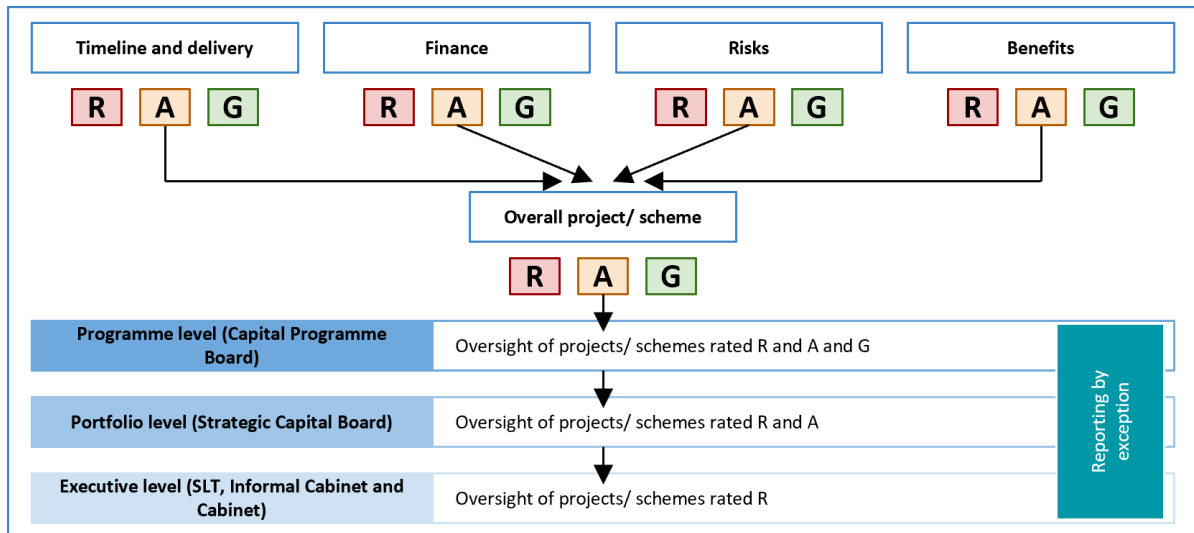 Timeline and delivery
Finance
Risks
Benefits
R A G
R A G
R A G
R A G
Overall project/ scheme
R A G
Programme level (Capital Programme
Board)
Oversight of projects/ schemes rated R and A and G
Portfolio level (Strategic Capital Board)
Oversight of projects/ schemes rated R and A
Executive level (SLT, Informal Cabinet and
Cabinet)
Oversight of projects/ schemes rated R
Reporting by
exception